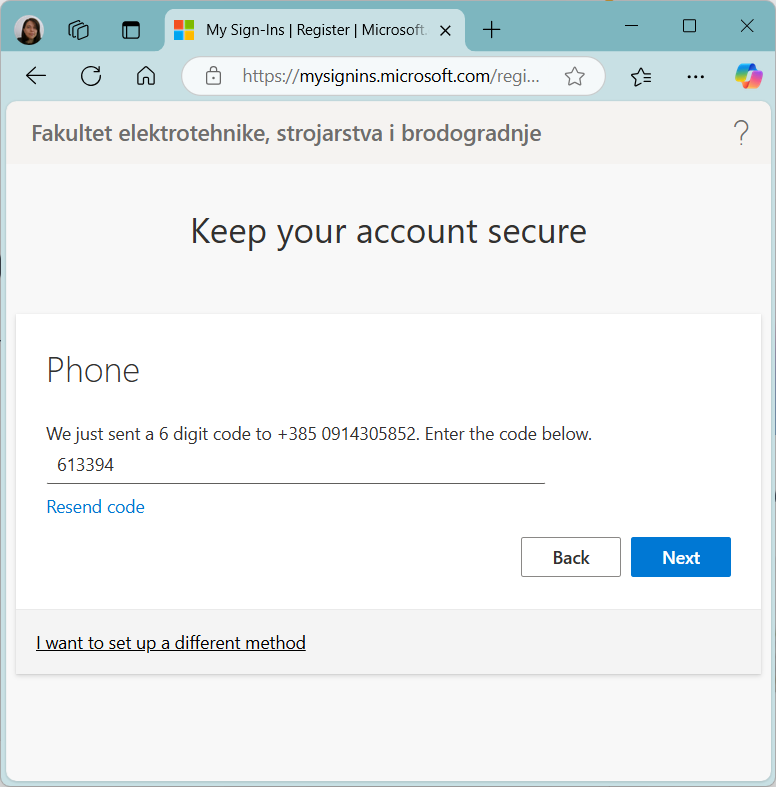 My Sign-Ins | Register | Microsoft.
https://mysignins.microsoft.com/regi...
Fakultet elektrotehnike, strojarstva i brodogradnje
?
Keep your account secure
Phone
We just sent a 6 digit code to +385 0914305852. Enter the code below.
613394
Resend code
Back
Next
I want to set up a different method